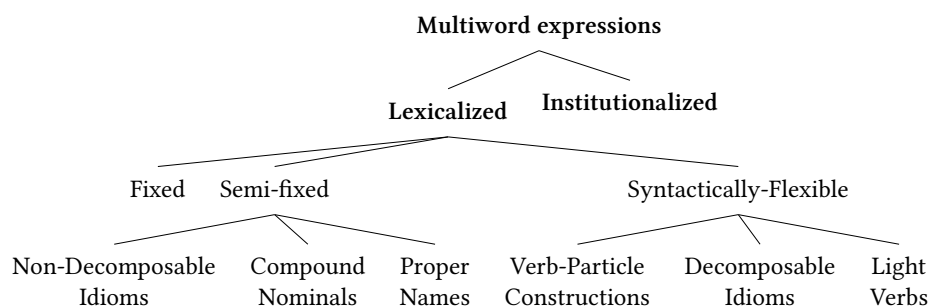 Multiword expressions
Lexicalized
Institutionalized
Fixed
Semi-fixed
Syntactically-Flexible
Non-Decomposable
Idioms
Compound
Nominals
Proper
Names
Verb-Particle
Constructions
Decomposable
Idioms
Light
Verbs